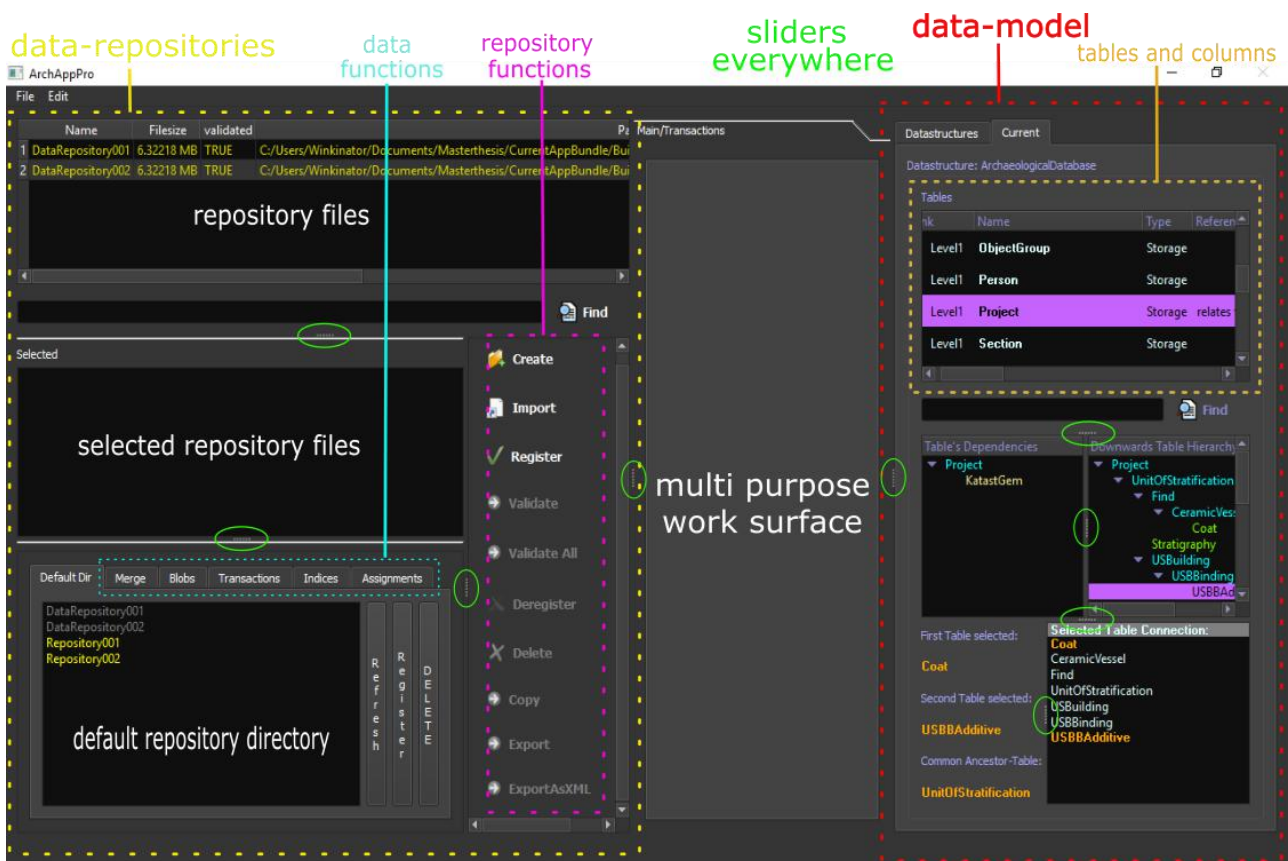 data-repositories
data
functions
repository
functions
sliders
everywhere
data-model
tables and columns
ArchAppPro
File Edit
Name Filesize validated Pa
1 DataRepository001 6.32218 MB TRUE C:/Users/Winkinator/Documents/Masterthesis/CurrentAppBundle/Bui
2 DataRepository002 6.32218 MB TRUE C:/Users/Winkinator/Documents/Masterthesis/CurrentAppBundle/Bui
repository files
Find
Selected
selected repository files
Create
Import
Register
Validate
Validate All
Deregister
Delete
Copy
Export
ExportAsXML
Default Dir Merge Blobs Transactions Indices Assignments
DataRepository001
DataRepository002
Repository001
Repository002
default repository directory
Refresh
Register
DELETE
Main/Transactions
multi purpose
work surface
Datastructures Current
Datastructure: ArchaeologicalDatabase
Tables
nk Name Type Referen
Level1 ObjectGroup Storage
Level1 Person Storage
Level1 Project Storage relates
Level1 Section Storage
Find
Table's Dependencies
Project
KatastGem
Downwards Table Hierarchy
Project
UnitOfStratification
Find
CeramicVess
Coat
Stratigraphy
USBuilding
USBBinding
USBBAd
First Table selected:
Coat
Second Table selected:
USBBAdditive
Common Ancestor-Table:
UnitOfStratification
Selected Table Connection:
Coat
CeramicVessel
Find
UnitOfStratification
USBuilding
USBBinding
USBBAdditive